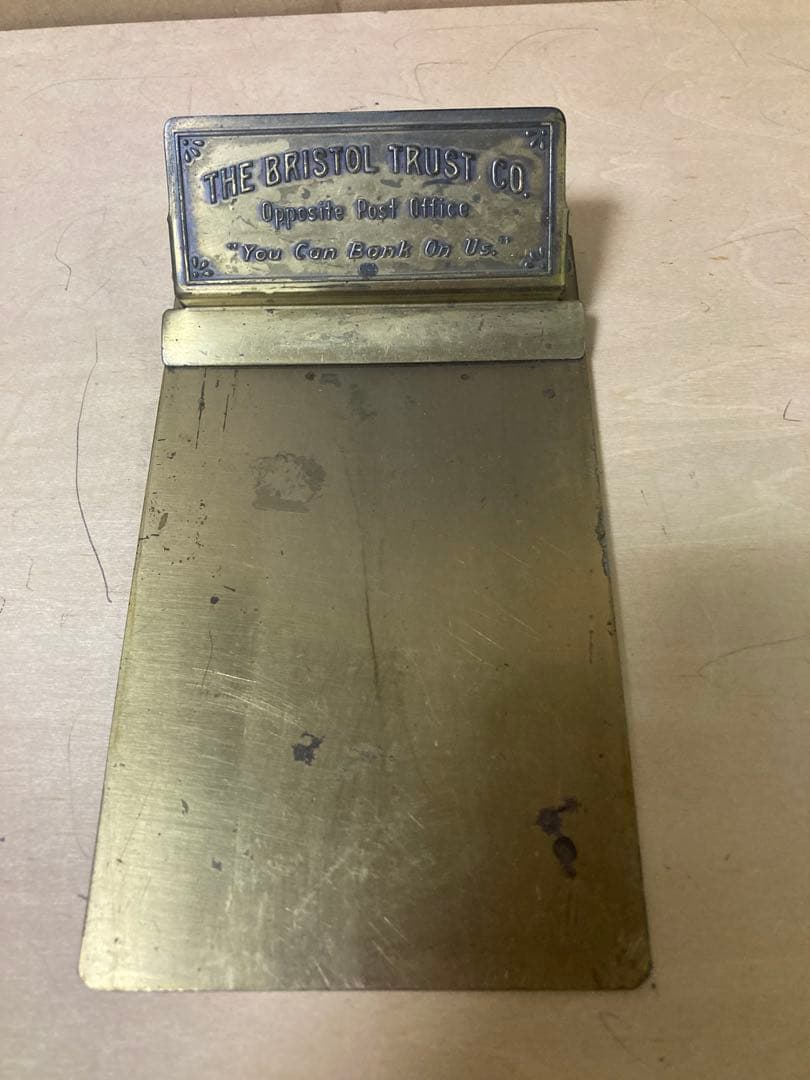 THE BRISTOL TRUST CO.
Opposite Post Office
"You Can Bank On Us."